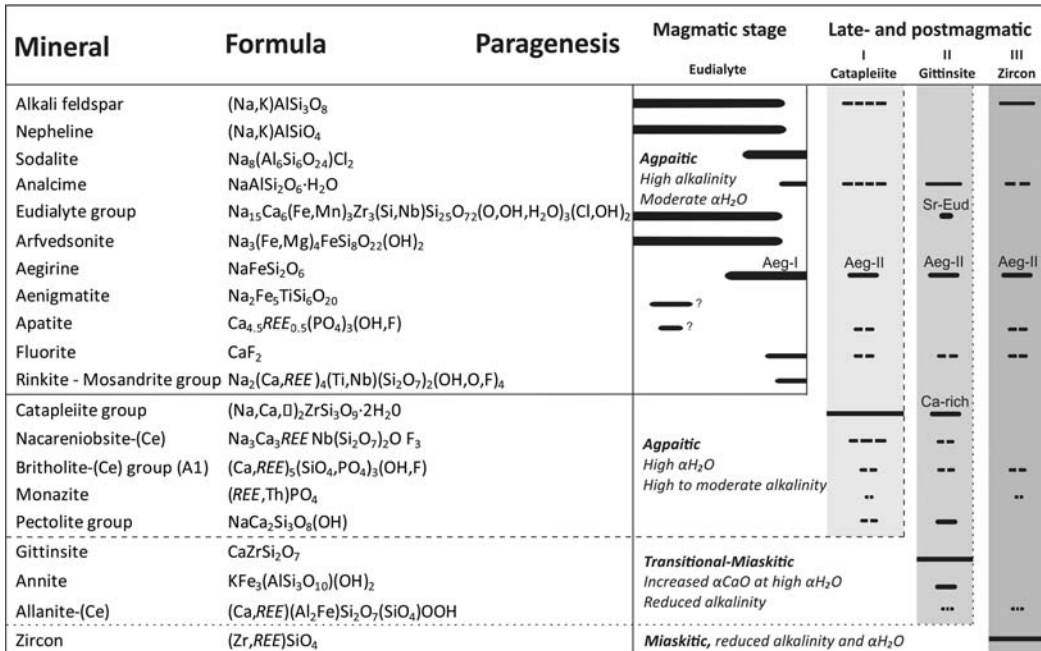 Mineral Formula Paragenesis Magmatic stage Late- and postmagmatic
Eudialyte
I II III
Catapleiite Gittinsite Zircon
Alkali feldspar (Na,K)AlSi₃O₈
Nepheline (Na,K)AlSiO₄
Sodalite Na₈(Al₆Si₆O₂₄)Cl₂
Agpaitic
Analcime NaAlSi₂O₆·H₂O
High alkalinity
Moderate αH₂O
Eudialyte group Na₁₅Ca₆(Fe,Mn)₃Zr₃(Si,Nb)Si₂₅O₇₂(O,OH,H₂O)₃(Cl,OH)₂ Sr-Eud
Arfvedsonite Na₃(Fe,Mg)₄FeSi₈O₂₂(OH)₂
Aegirine NaFeSi₂O₆ Aeg-I Aeg-II Aeg-II Aeg-II
Aenigmatite Na₂Fe₅TiSi₆O₂₀ ?
Apatite Ca₄.₅REE₀.₅(PO₄)₃(OH,F) ?
Fluorite CaF₂
Rinkite - Mosandrite group Na₂(Ca,REE)₄(Ti,Nb)(Si₂O₇)₂(OH,O,F)₄
Catapleiite group (Na,Ca,▯)₂ZrSi₃O₉·2H₂0 Ca-rich
Nacareniobsite-(Ce) Na₃Ca₃REE Nb(Si₂O₇)₂O F₃ Agpaitic
Britholite-(Ce) group (A1) (Ca,REE)₅(SiO₄,PO₄)₃(OH,F) High αH₂O
High to moderate alkalinity
Monazite (REE,Th)PO₄
Pectolite group NaCa₂Si₃O₈(OH)
Gittinsite CaZrSi₂O₇ Transitional-Miaskitic
Annite KFe₃(AlSi₃O₁₀)(OH)₂ Increased αCaO at high αH₂O
Allanite-(Ce) (Ca,REE)(Al₂Fe)Si₂O₇(SiO₄)OOH Reduced alkalinity
Zircon (Zr,REE)SiO₄ Miaskitic, reduced alkalinity and αH₂O